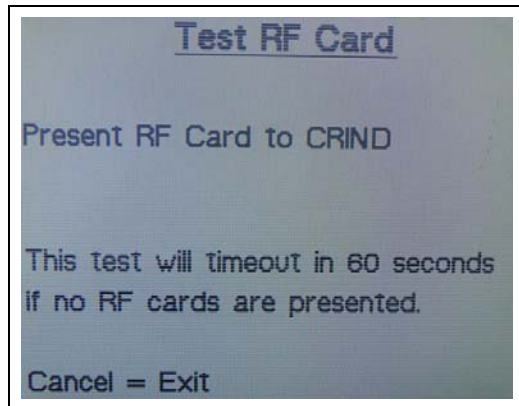 Test RF Card
Present RF Card to CRIND
This test will timeout in 60 seconds
if no RF cards are presented.
Cancel = Exit